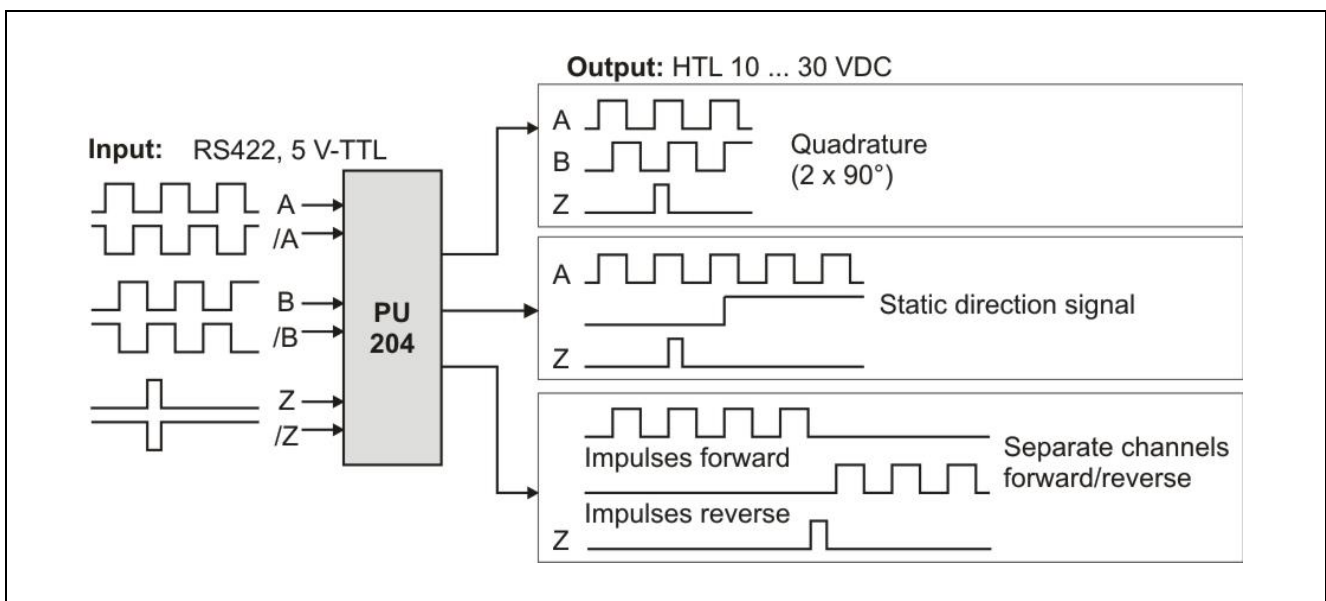 Output: HTL 10 ... 30 VDC
Input: RS422, 5 V-TTL
A
/A
B
/B
Z
/Z
PU
204
A
B
Z
Quadrature
(2 x 90°)
A
Z
Static direction signal
Impulses forward
Impulses reverse
Z
Separate channels
forward/reverse